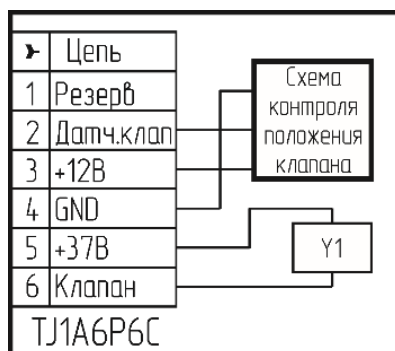 Цепь
1 Резерв
2 Датч.клап
3 +12В
4 GND
5 +37В
6 Клапан
TJ1A6P6C
Схема
контроля
положения
клапана
Y1